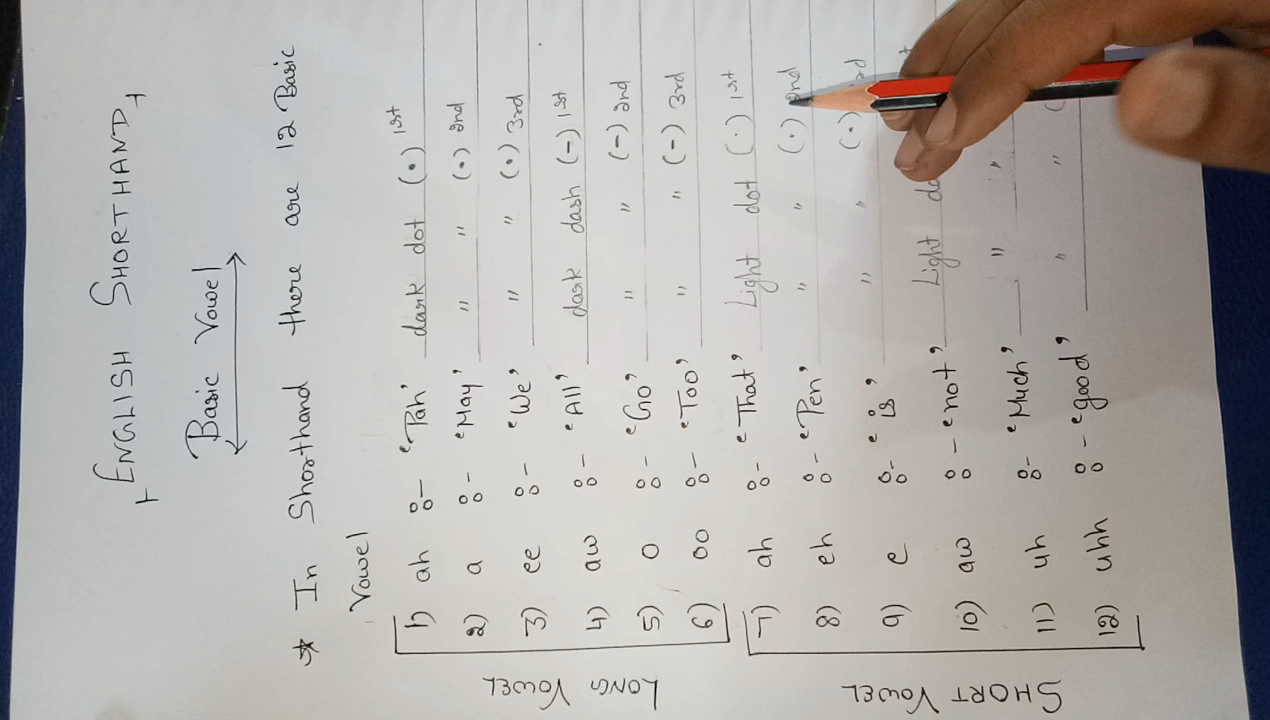 ENGLISH SHORTHAND
Basic Vowel
* In Shorthand there are 12 Basic
Vowel
LONG VOWEL
1) ah :- "Pah' dark dot (•) 1st
2) a :- "May' " " (•) 2nd
3) ee :- "We' " " (•) 3rd
4) aw :- "All' dark dash (-) 1st
5) o :- "Go' " " (-) 2nd
6) oo :- "Too' " (-) 3rd
SHORT VOWEL
7) ah :- "That' Light dot (·) 1st
8) eh :- "Pen' " " (·) 2nd
9) e :- "is' " "
10) aw :- "not' Light
11) uh :- "Much' " "
12) uhh :- "good' " "